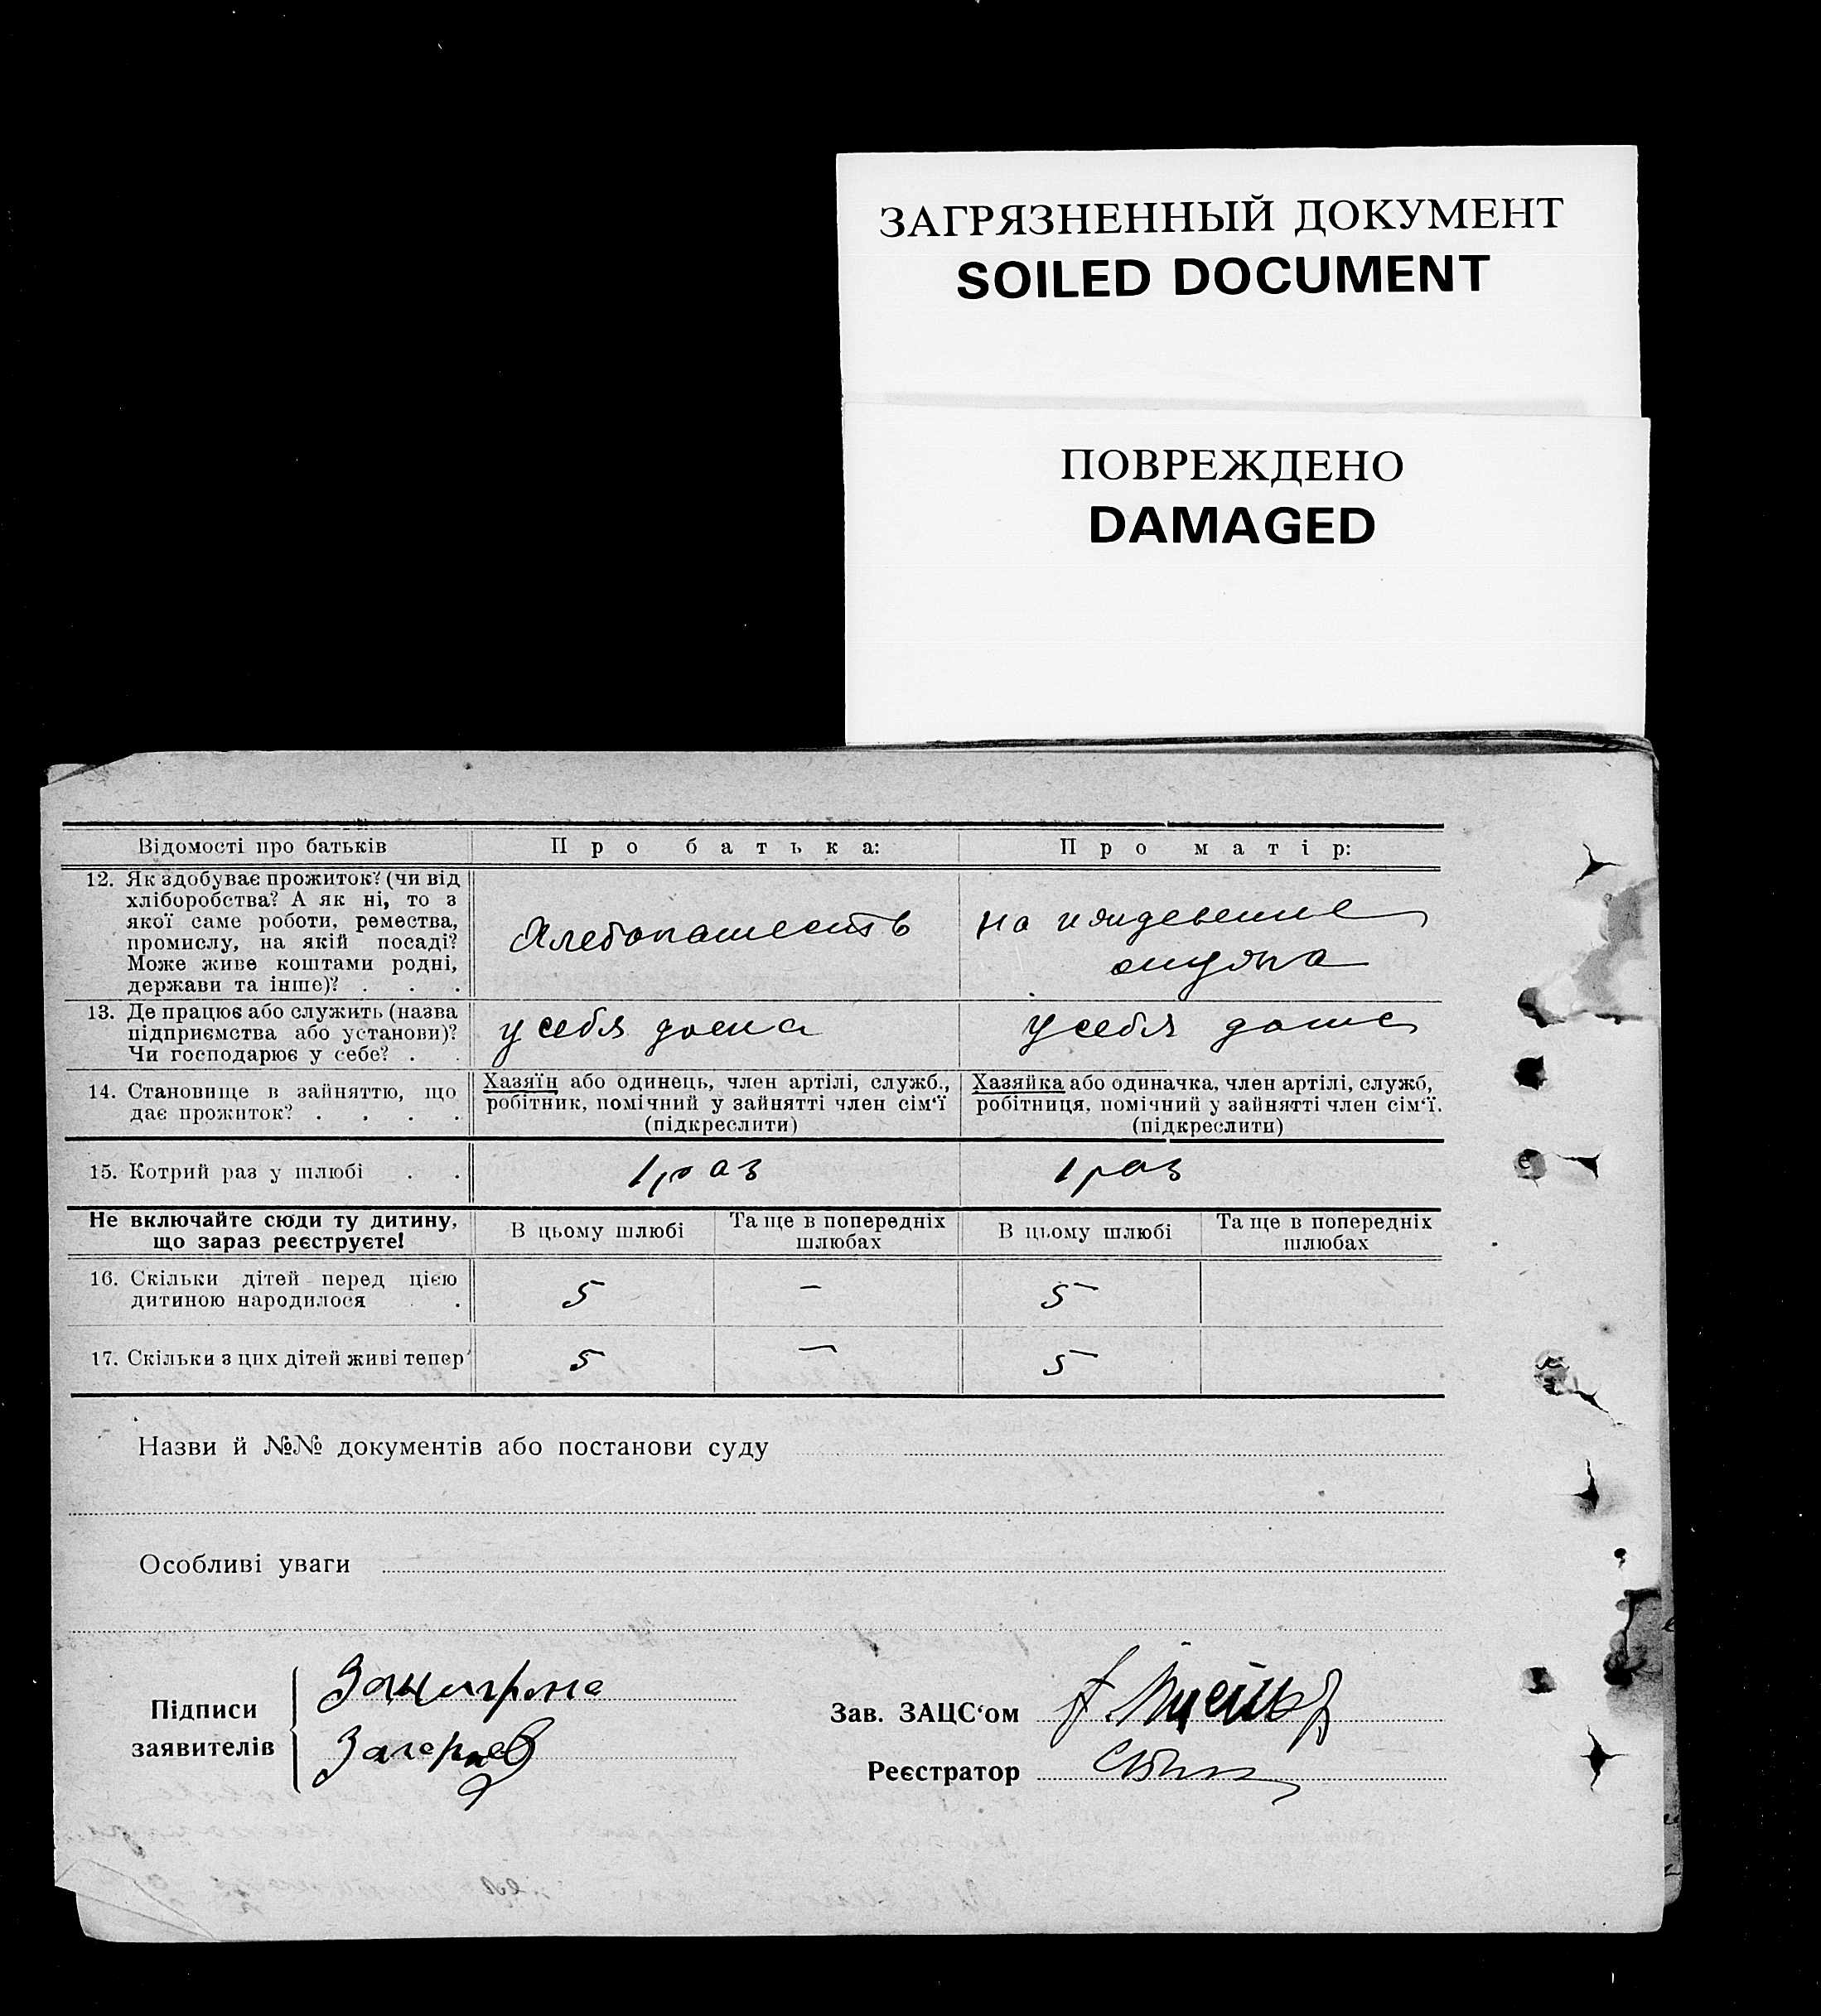 ЗАГРЯЗНЕННЫЙ ДОКУМЕНТ
SOILED DOCUMENT
ПОВРЕЖДЕНО
DAMAGED
Відомості про батьків
Про батька:
Про матір:
12. Як здобуває прожиток? (чи від
хліборобства? А як ні, то з
якої саме роботи, ремества,
промислу, на якій посаді?
Може живе коштами родні,
держави та інше)? . . .
Хлебопашеств
на иждевение
мужа
13. Де працює або служить (назва
підприємства або установи)?
Чи господарює у себе? . .
у себя дома
у себя дома
14. Становище в зайняттю, що
дає прожиток? . . . .
Хазяїн або одинець, член артілі, служб.,
робітник, помічний у зайнятті член сім‘ї
(підкреслити)
Хазяйка або одиначка, член артілі, служб,
робітниця, помічний у зайнятті член сім‘ї.
(підкреслити)
15. Котрий раз у шлюбі . .
1 раз
1 раз
Не включайте сюди ту дитину,
що зараз реєструєте!
В цьому шлюбі
Та ще в попередніх
шлюбах
В цьому шлюбі
Та ще в попередніх
шлюбах
16. Скільки дітей перед цією
дитиною народилося .
5
—
5
17. Скільки з цих дітей живі тепер
5
—
5
Назви й №№ документів або постанови суду
Особливі уваги
Підписи
заявителів
Зав. ЗАЦС‘ом
Реєстратор